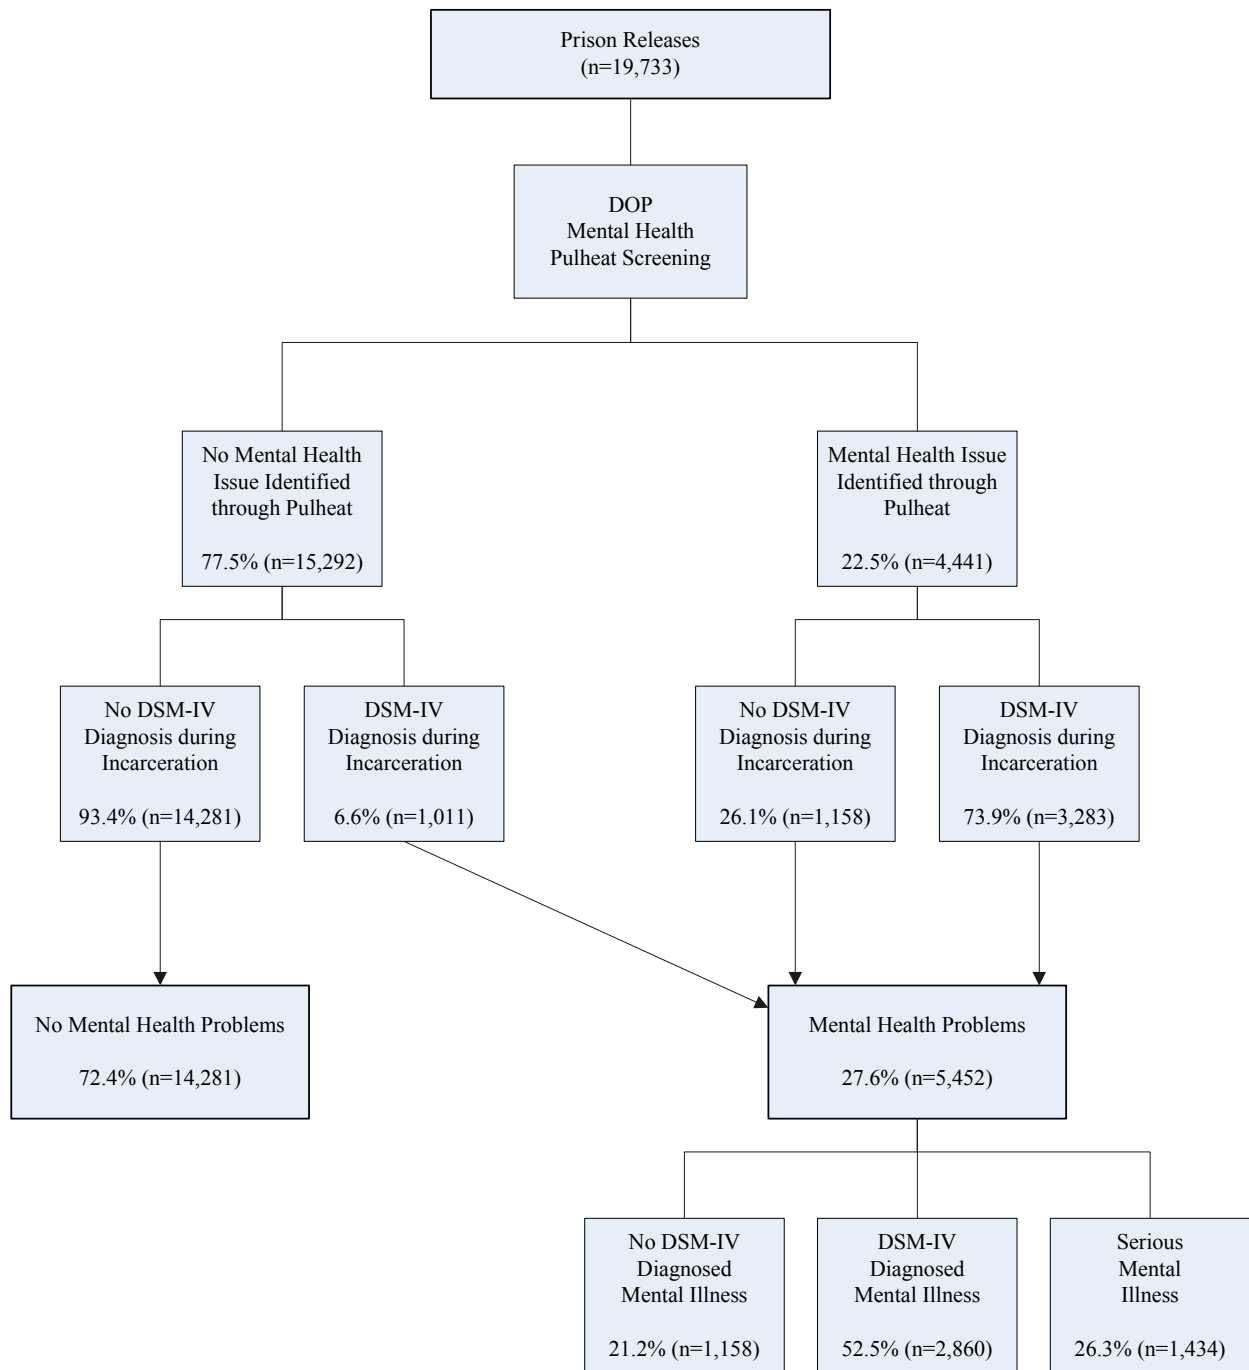 Prison Releases
(n=19,733)
DOP
Mental Health
Pulheat Screening
No Mental Health
Issue Identified
through Pulheat
77.5% (n=15,292)
Mental Health Issue
Identified through
Pulheat
22.5% (n=4,441)
No DSM-IV
Diagnosis during
Incarceration
93.4% (n=14,281)
DSM-IV
Diagnosis during
Incarceration
6.6% (n=1,011)
No DSM-IV
Diagnosis during
Incarceration
26.1% (n=1,158)
DSM-IV
Diagnosis during
Incarceration
73.9% (n=3,283)
No Mental Health Problems
72.4% (n=14,281)
Mental Health Problems
27.6% (n=5,452)
No DSM-IV
Diagnosed
Mental Illness
21.2% (n=1,158)
DSM-IV
Diagnosed
Mental Illness
52.5% (n=2,860)
Serious
Mental
Illness
26.3% (n=1,434)